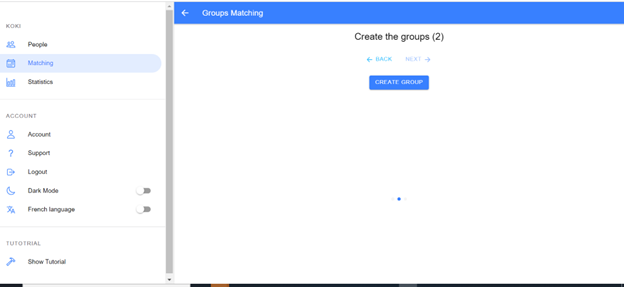 Groups Matching
KOKI
People
Matching
Statistics
ACCOUNT
Account
Support
Logout
Dark Mode
French language
TUTOTRIAL
Show Tutorial
Create the groups (2)
BACK NEXT
CREATE GROUP